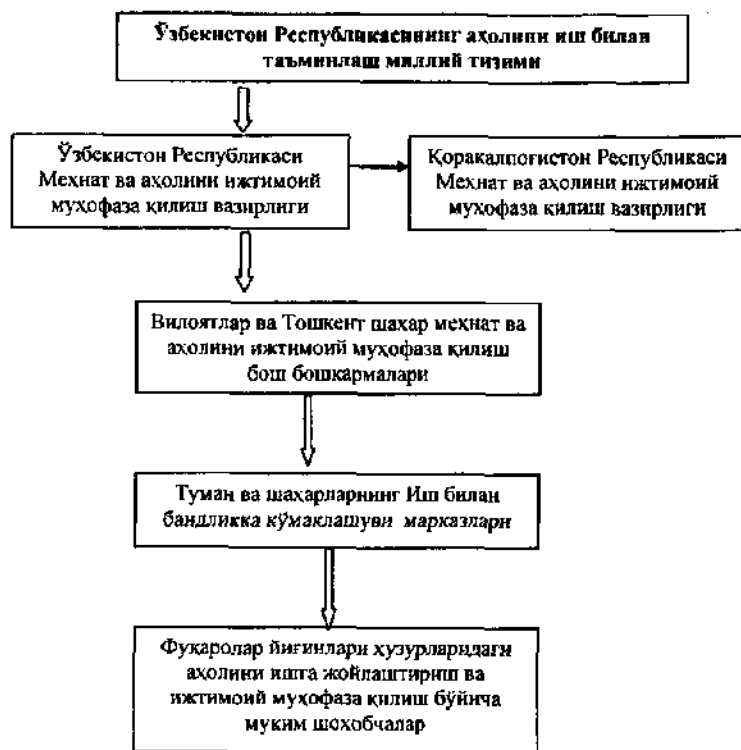 Ўзбекистон Республикасининг аҳолини иш билан
таъминлаш миллий тизими
Ўзбекистон Республикаси
Меҳнат ва аҳолини ижтимоий
муҳофаза қилиш вазирлиги
Қорақалпоғистон Республикаси
Меҳнат ва аҳолини ижтимоий
муҳофаза қилиш вазирлиги
Вилоятлар ва Тошкент шаҳар меҳнат ва
аҳолини ижтимоий муҳофаза қилиш
бош бошкармалари
Туман ва шаҳарларнинг Иш билан
бандликка кўмаклашуви марказлари
Фуқаролар йиғинлари ҳузурларидаги
аҳолини ишга жойлаштириш ва
ижтимоий муҳофаза қилиш бўйича
муқим шохобчалар